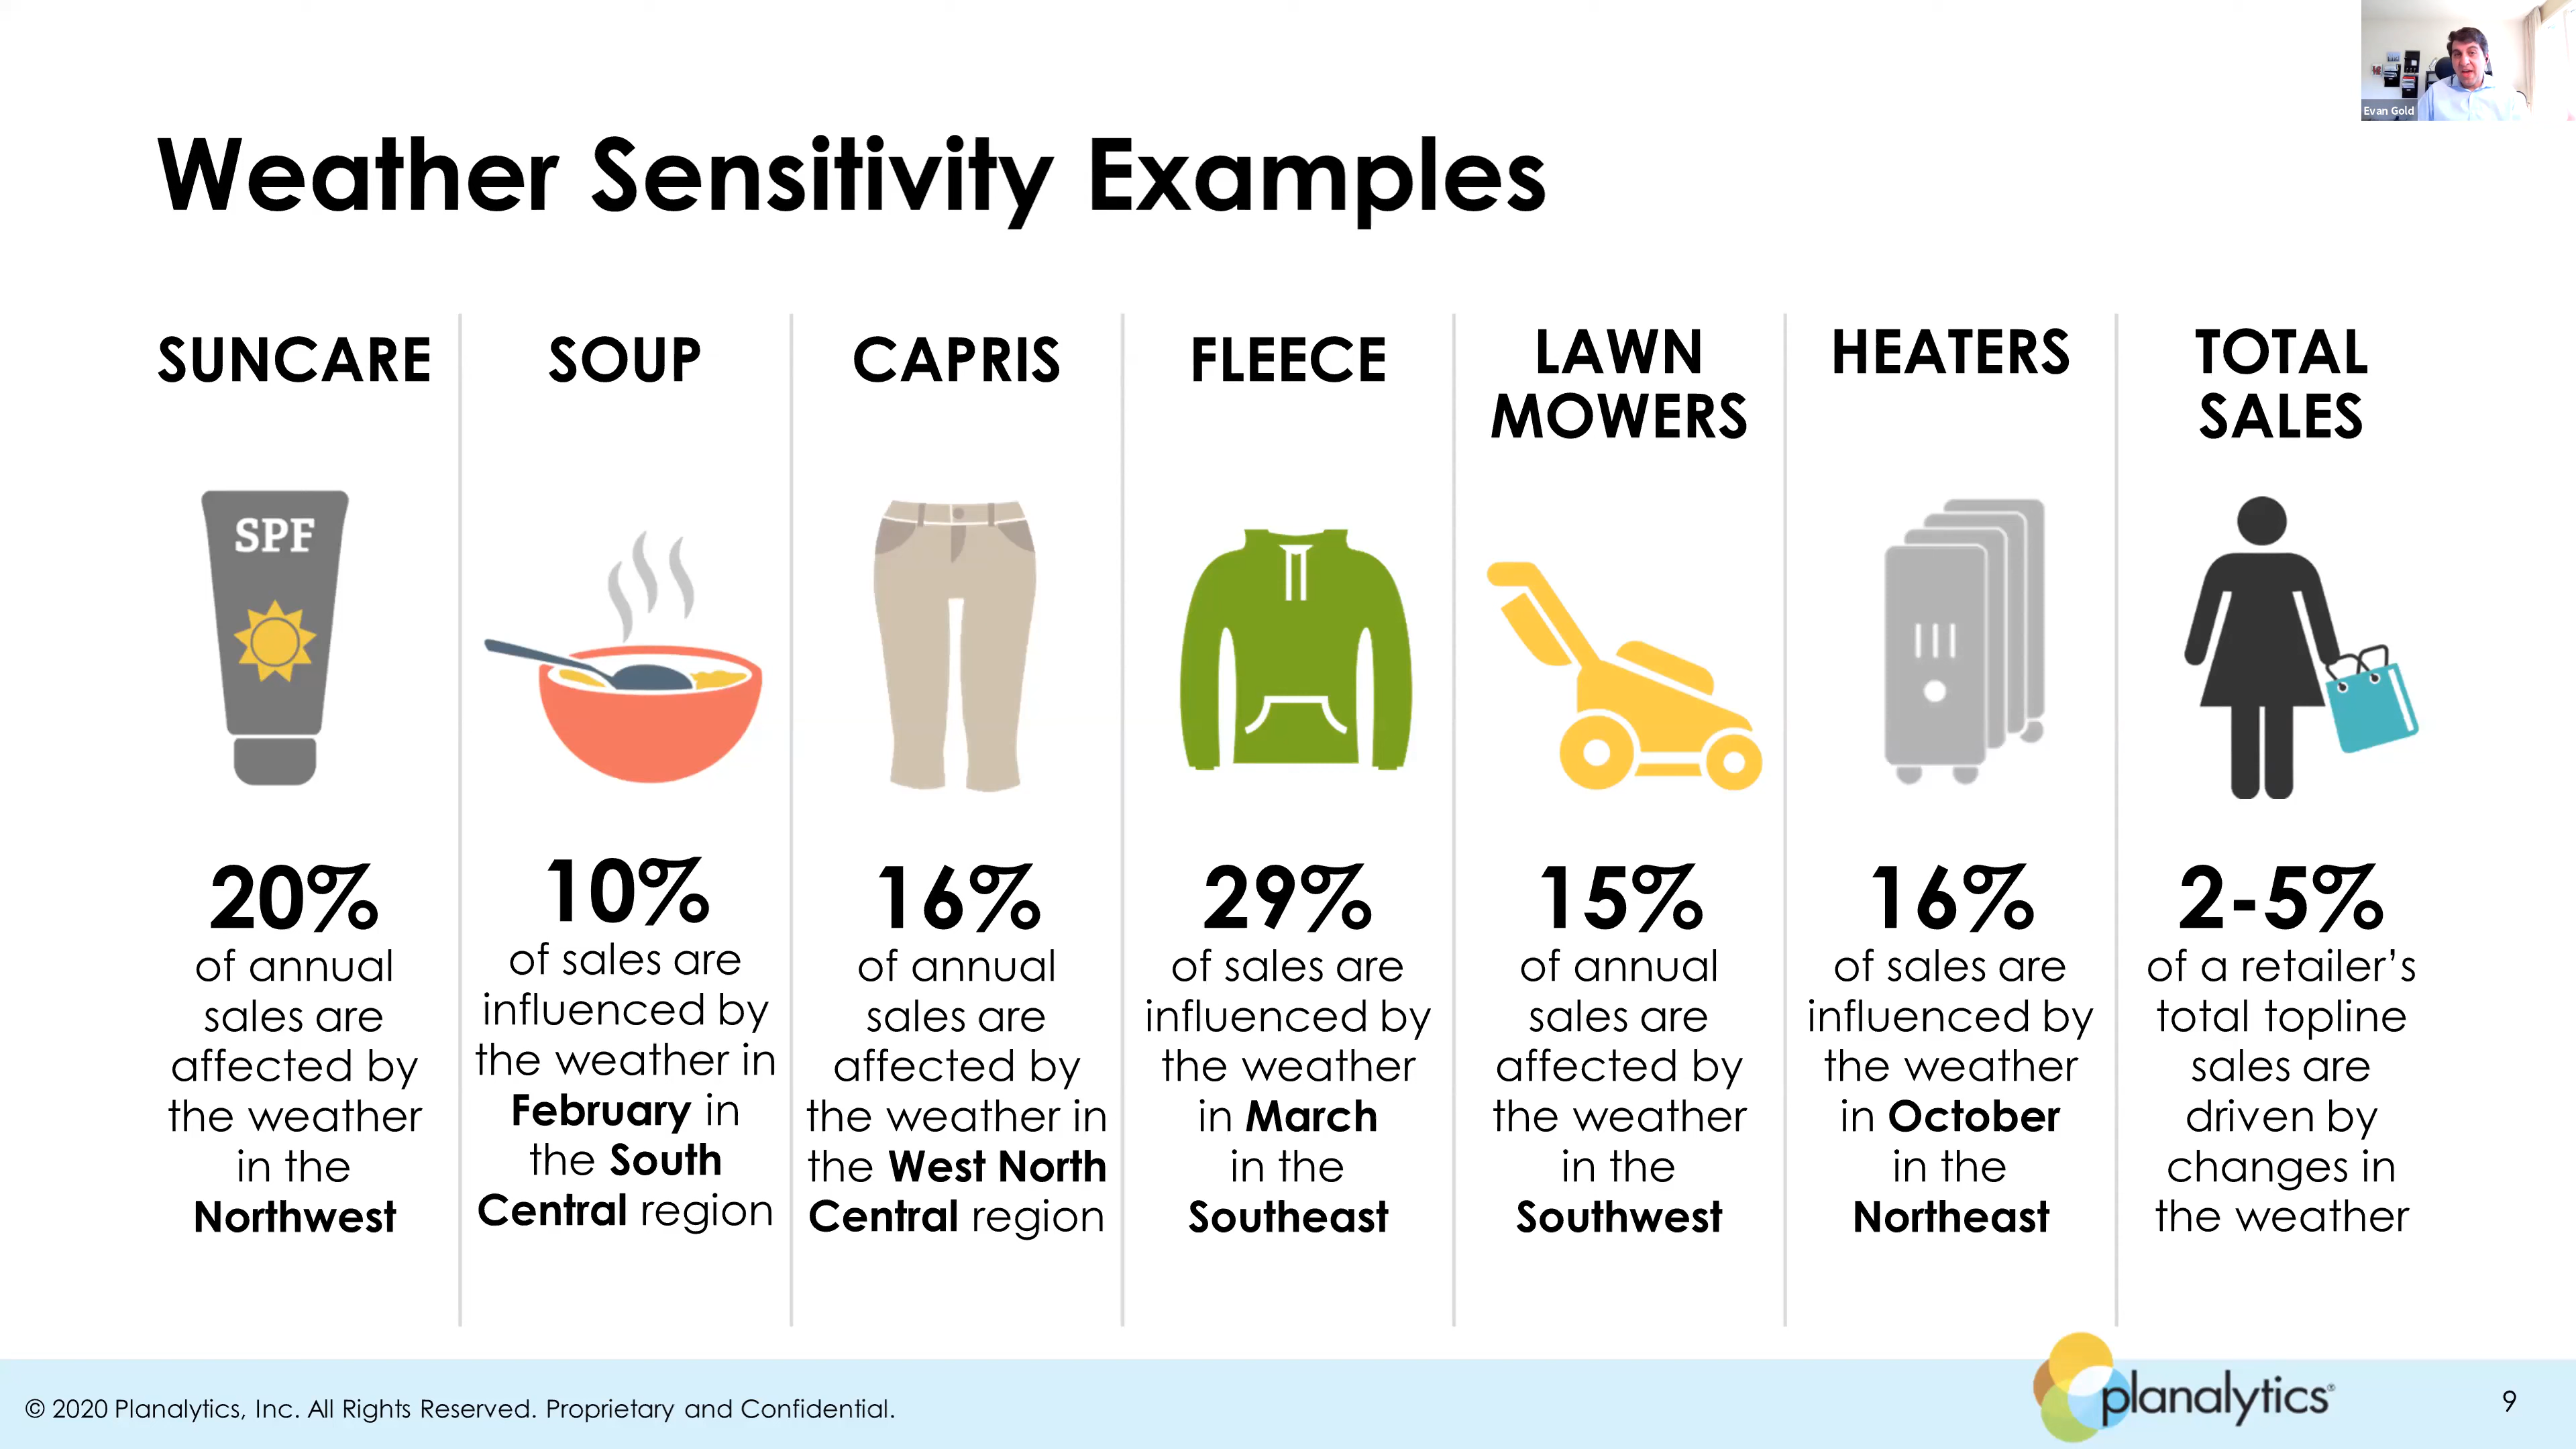 Evan Gold
Weather Sensitivity Examples
SUNCARE
SPF
20%
of annual
sales are
affected by
the weather
in the
Northwest
SOUP
10%
of sales are
influenced by
the weather in
February in
the South
Central region
CAPRIS
16%
of annual
sales are
affected by
the weather in
the West North
Central region
FLEECE
29%
of sales are
influenced by
the weather
in March
in the
Southeast
LAWN
MOWERS
15%
of annual
sales are
affected by
the weather
in the
Southwest
HEATERS
16%
of sales are
influenced by
the weather
in October
in the
Northeast
TOTAL
SALES
2-5%
of a retailer’s
total topline
sales are
driven by
changes in
the weather
© 2020 Planalytics, Inc. All Rights Reserved. Proprietary and Confidential.
planalytics®
9